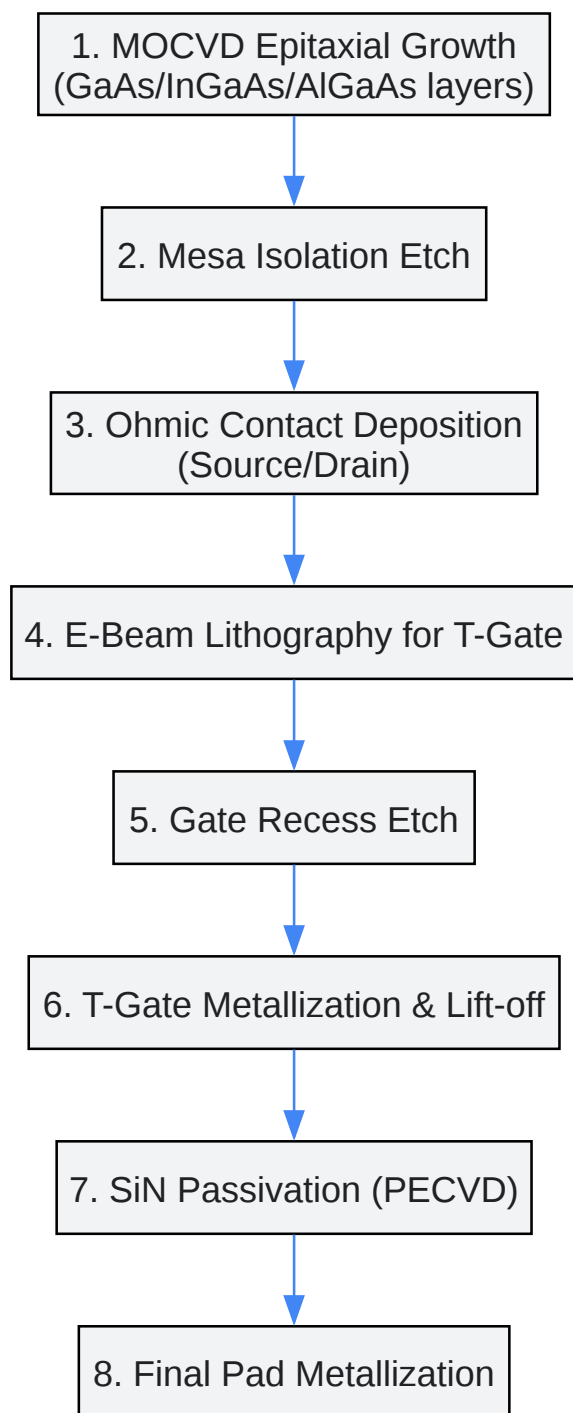 1. MOCVD Epitaxial Growth
(GaAs/InGaAs/AlGaAs layers)
2. Mesa Isolation Etch
3. Ohmic Contact Deposition
(Source/Drain)
4. E-Beam Lithography for T-Gate
5. Gate Recess Etch
6. T-Gate Metallization & Lift-off
7. SiN Passivation (PECVD)
8. Final Pad Metallization